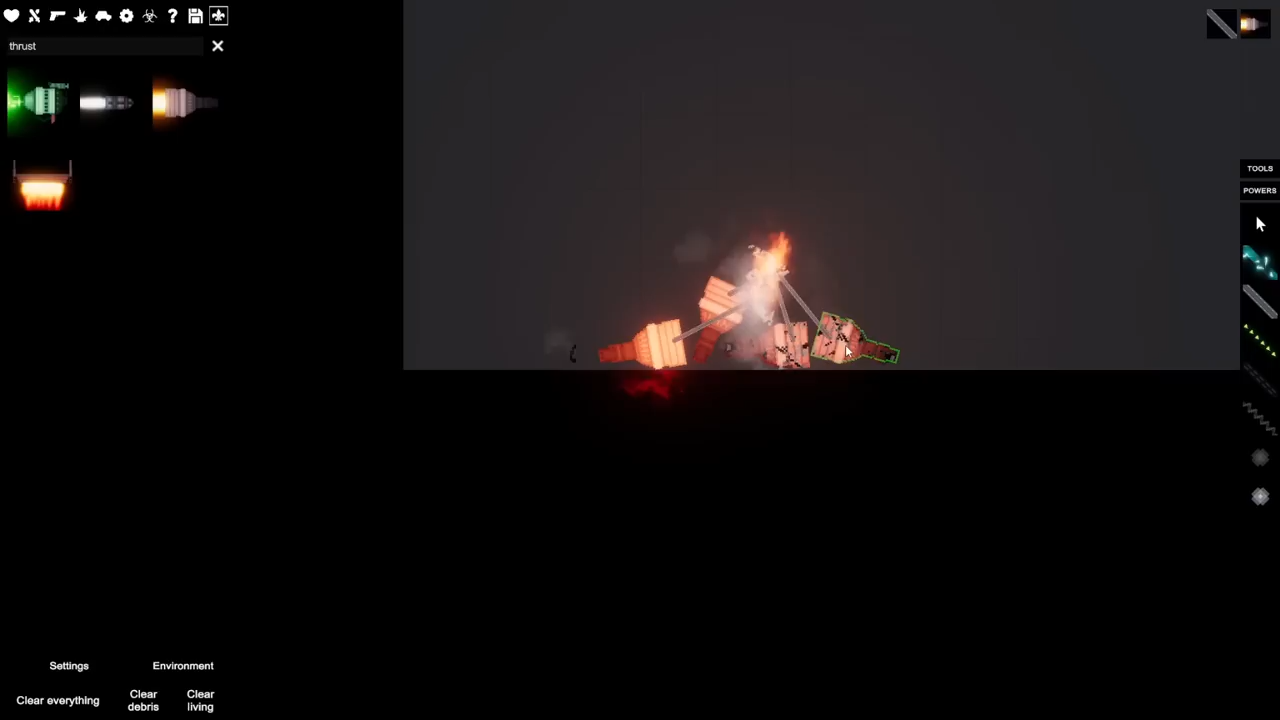 thrust
TOOLS
POWERS
Settings
Environment
Clear everything
Clear
debris
Clear
living